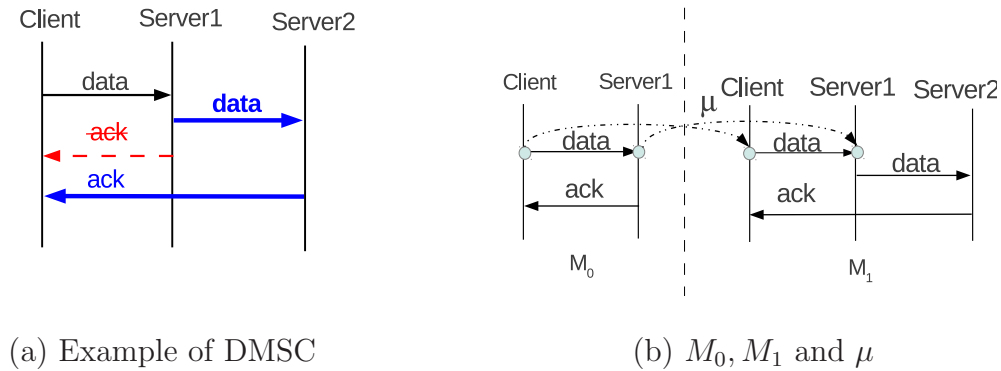 Client Server1 Server2
data
data
ack
ack
(a) Example of DMSC
Client Server1
data
ack
M0
μ
Client Server1 Server2
data
data
ack
M1
(b) M0, M1 and μ